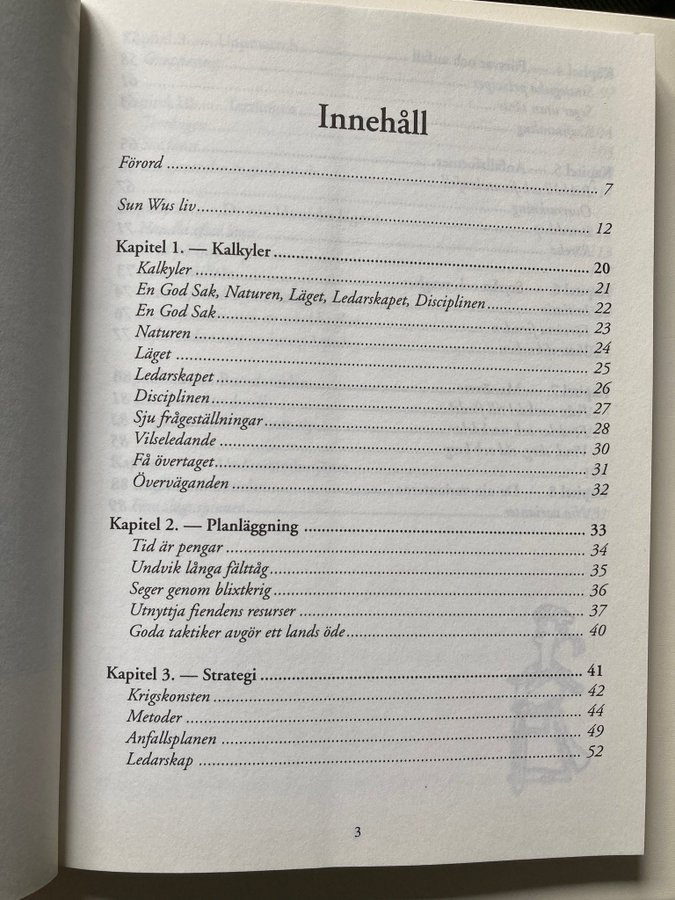 Innehåll
Förord 7
Sun Wus liv 12
Kapitel 1. — Kalkyler 20
Kalkyler 21
En God Sak, Naturen, Läget, Ledarskapet, Disciplinen 22
En God Sak 23
Naturen 24
Läget 25
Ledarskapet 26
Disciplinen 27
Sju frågeställningar 28
Vilseledande 30
Få övertaget 31
Överväganden 32
Kapitel 2. — Planläggning 33
Tid är pengar 34
Undvik långa fälttåg 35
Seger genom blixtkrig 36
Utnyttja fiendens resurser 37
Goda taktiker avgör ett lands öde 40
Kapitel 3. — Strategi 41
Krigskonsten 42
Metoder 44
Anfallsplanen 49
Ledarskap 52
3